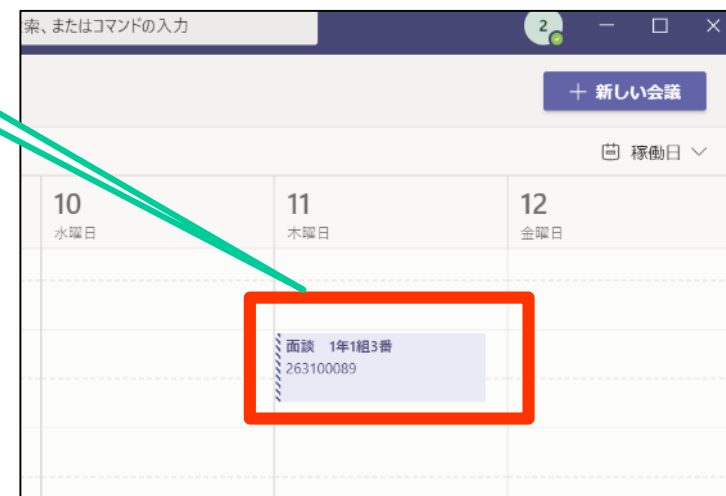 索、またはコマンドの入力
2
＋ 新しい会議
稼働日
10
水曜日
11
木曜日
12
金曜日
面談　1年1組3番
263100089